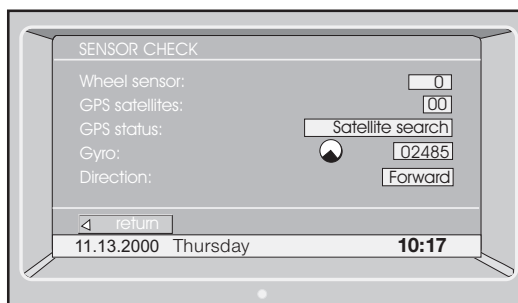 SENSOR CHECK
Wheel sensor: 0
GPS satellites: 00
GPS status: Satellite search
Gyro: 02485
Direction: Forward
return
11.13.2000 Thursday 10:17